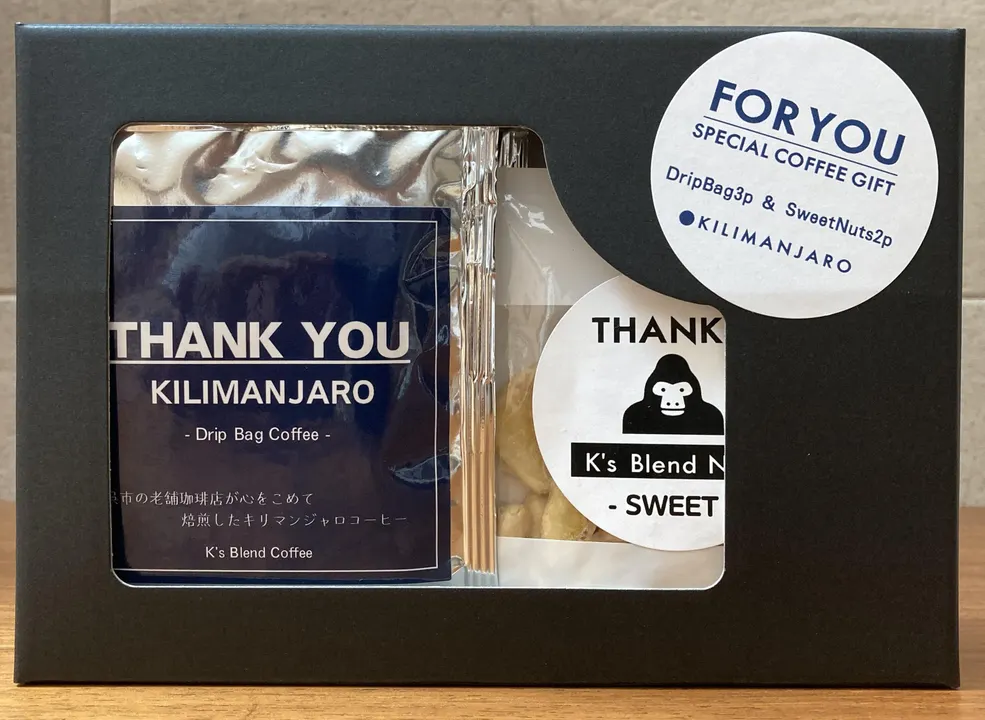 FOR YOU
SPECIAL COFFEE GIFT
DripBag3p & SweetNuts2p
●KILIMANJARO
THANK YOU
KILIMANJARO
- Drip Bag Coffee -
市の老舗珈琲店が心をこめて
焙煎したキリマンジャロコーヒー
K's Blend Coffee
THANK
K's Blend N
- SWEET